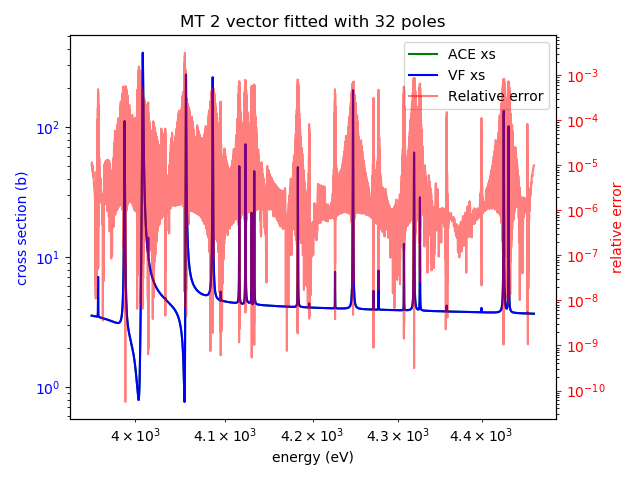 MT 2 vector fitted with 32 poles
ACE xs
VF xs
Relative error
cross section (b)
10²
10¹
10⁰
relative error
10⁻³
10⁻⁴
10⁻⁵
10⁻⁶
10⁻⁷
10⁻⁸
10⁻⁹
10⁻¹⁰
4 × 10³ 4.1 × 10³ 4.2 × 10³ 4.3 × 10³ 4.4 × 10³
energy (eV)